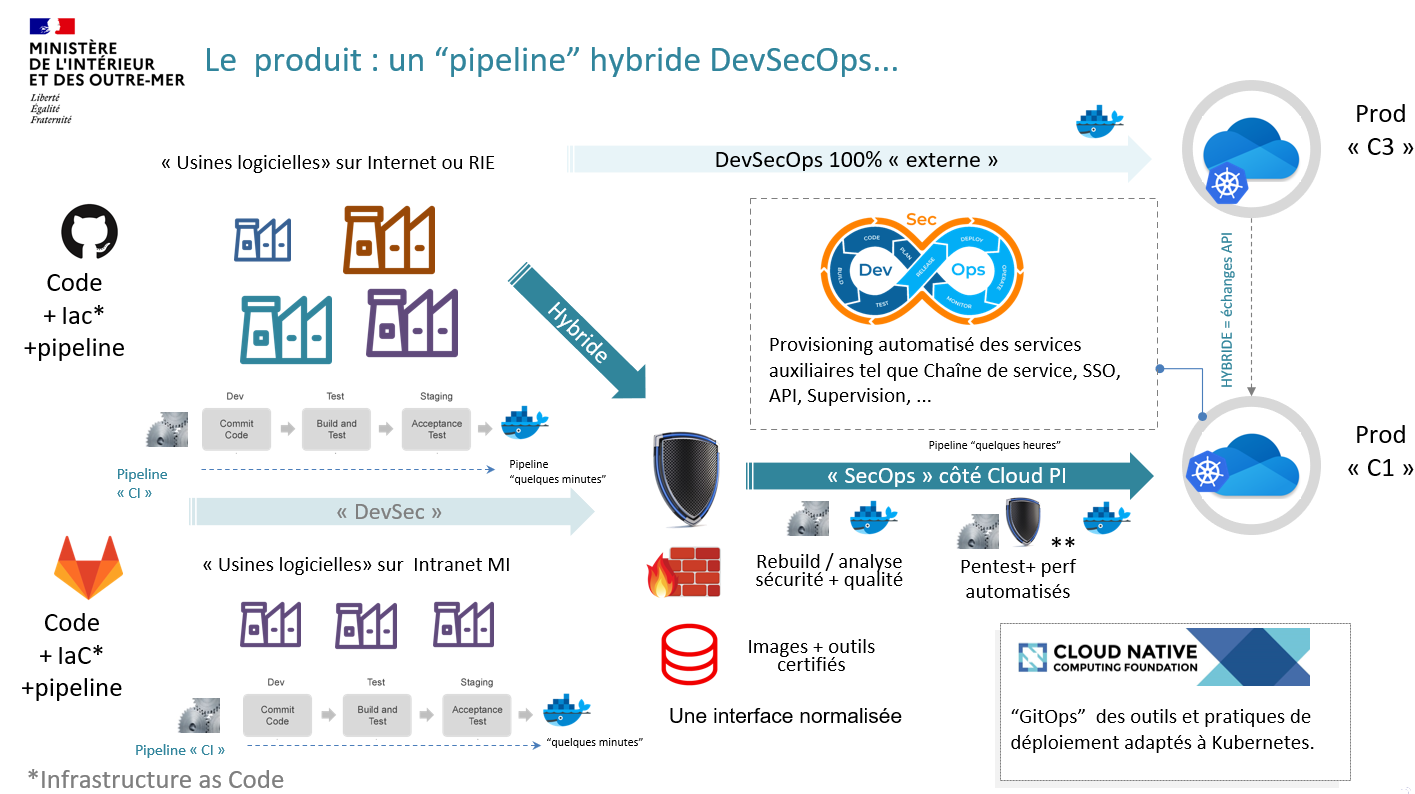 MINISTÈRE
DE L'INTÉRIEUR
ET DES OUTRE-MER
Liberté
Égalité
Fraternité
Le produit : un “pipeline” hybride DevSecOps...
« Usines logicielles» sur Internet ou RIE
DevSecOps 100% « externe »
Prod
« C3 »
Code
+ Iac*
+pipeline
Hybride
Sec
CODE
PLAN
BUILD
TEST
Dev
RELEASE
DEPLOY
OPERATE
MONITOR
Ops
Provisioning automatisé des services
auxiliaires tel que Chaîne de service, SSO,
API, Supervision, ...
HYBRIDE = échanges API
Dev
Test
Staging
Commit
Code
Build and
Test
Acceptance
Test
Pipeline
« CI »
Pipeline
“quelques minutes”
« DevSec »
Pipeline “quelques heures”
« SecOps » côté Cloud PI
Prod
« C1 »
« Usines logicielles» sur Intranet MI
Code
+ IaC*
+pipeline
Rebuild / analyse
sécurité + qualité
**
Pentest+ perf
automatisés
Images + outils
certifiés
Une interface normalisée
Dev
Test
Staging
Commit
Code
Build and
Test
Acceptance
Test
Pipeline « CI »
“quelques minutes”
CLOUD NATIVE
COMPUTING FOUNDATION
“GitOps” des outils et pratiques de
déploiement adaptés à Kubernetes.
*Infrastructure as Code